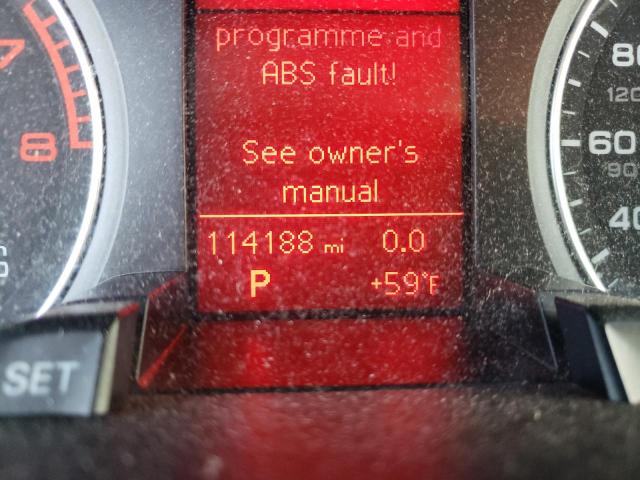 programme and
ABS fault!
See owner's
manual
114188 mi 0.0
P +59°F
7
8
SET
80
120
60
90
40